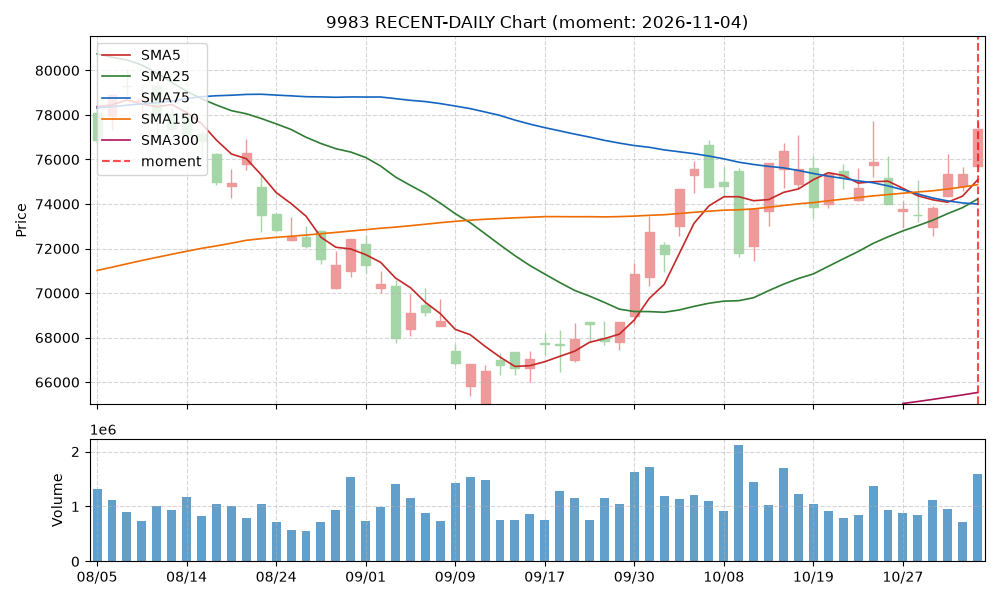 9983 RECENT-DAILY Chart (moment: 2026-11-04)
SMA5
SMA25
SMA75
SMA150
SMA300
moment
Price
80000
78000
76000
74000
72000
70000
68000
66000
1e6
Volume
2
1
0
08/05 08/14 08/24 09/01 09/09 09/17 09/30 10/08 10/19 10/27